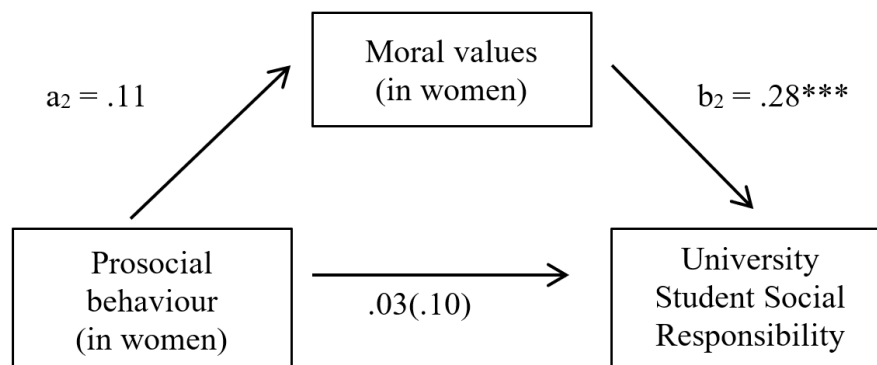 Moral values
(in women)
a₂ = .11
b₂ = .28***
Prosocial
behaviour
(in women)
.03(.10)
University
Student Social
Responsibility